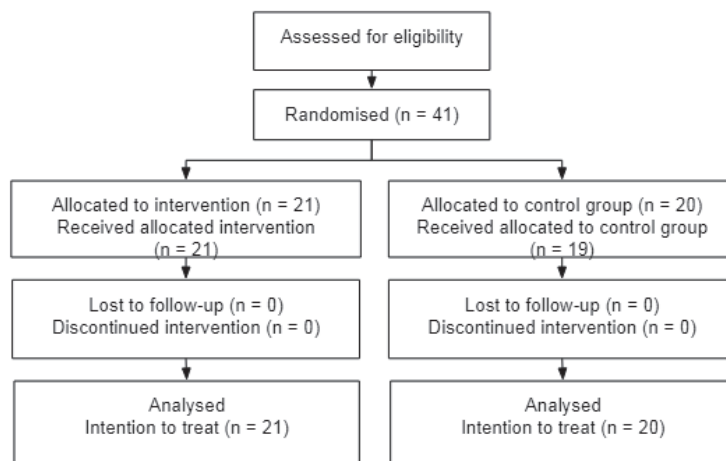 Assessed for eligibility
Randomised (n = 41)
Allocated to intervention (n = 21)
Received allocated intervention
(n = 21)
Allocated to control group (n = 20)
Received allocated to control group
(n = 19)
Lost to follow-up (n = 0)
Discontinued intervention (n = 0)
Lost to follow-up (n = 0)
Discontinued intervention (n = 0)
Analysed
Intention to treat (n = 21)
Analysed
Intention to treat (n = 20)